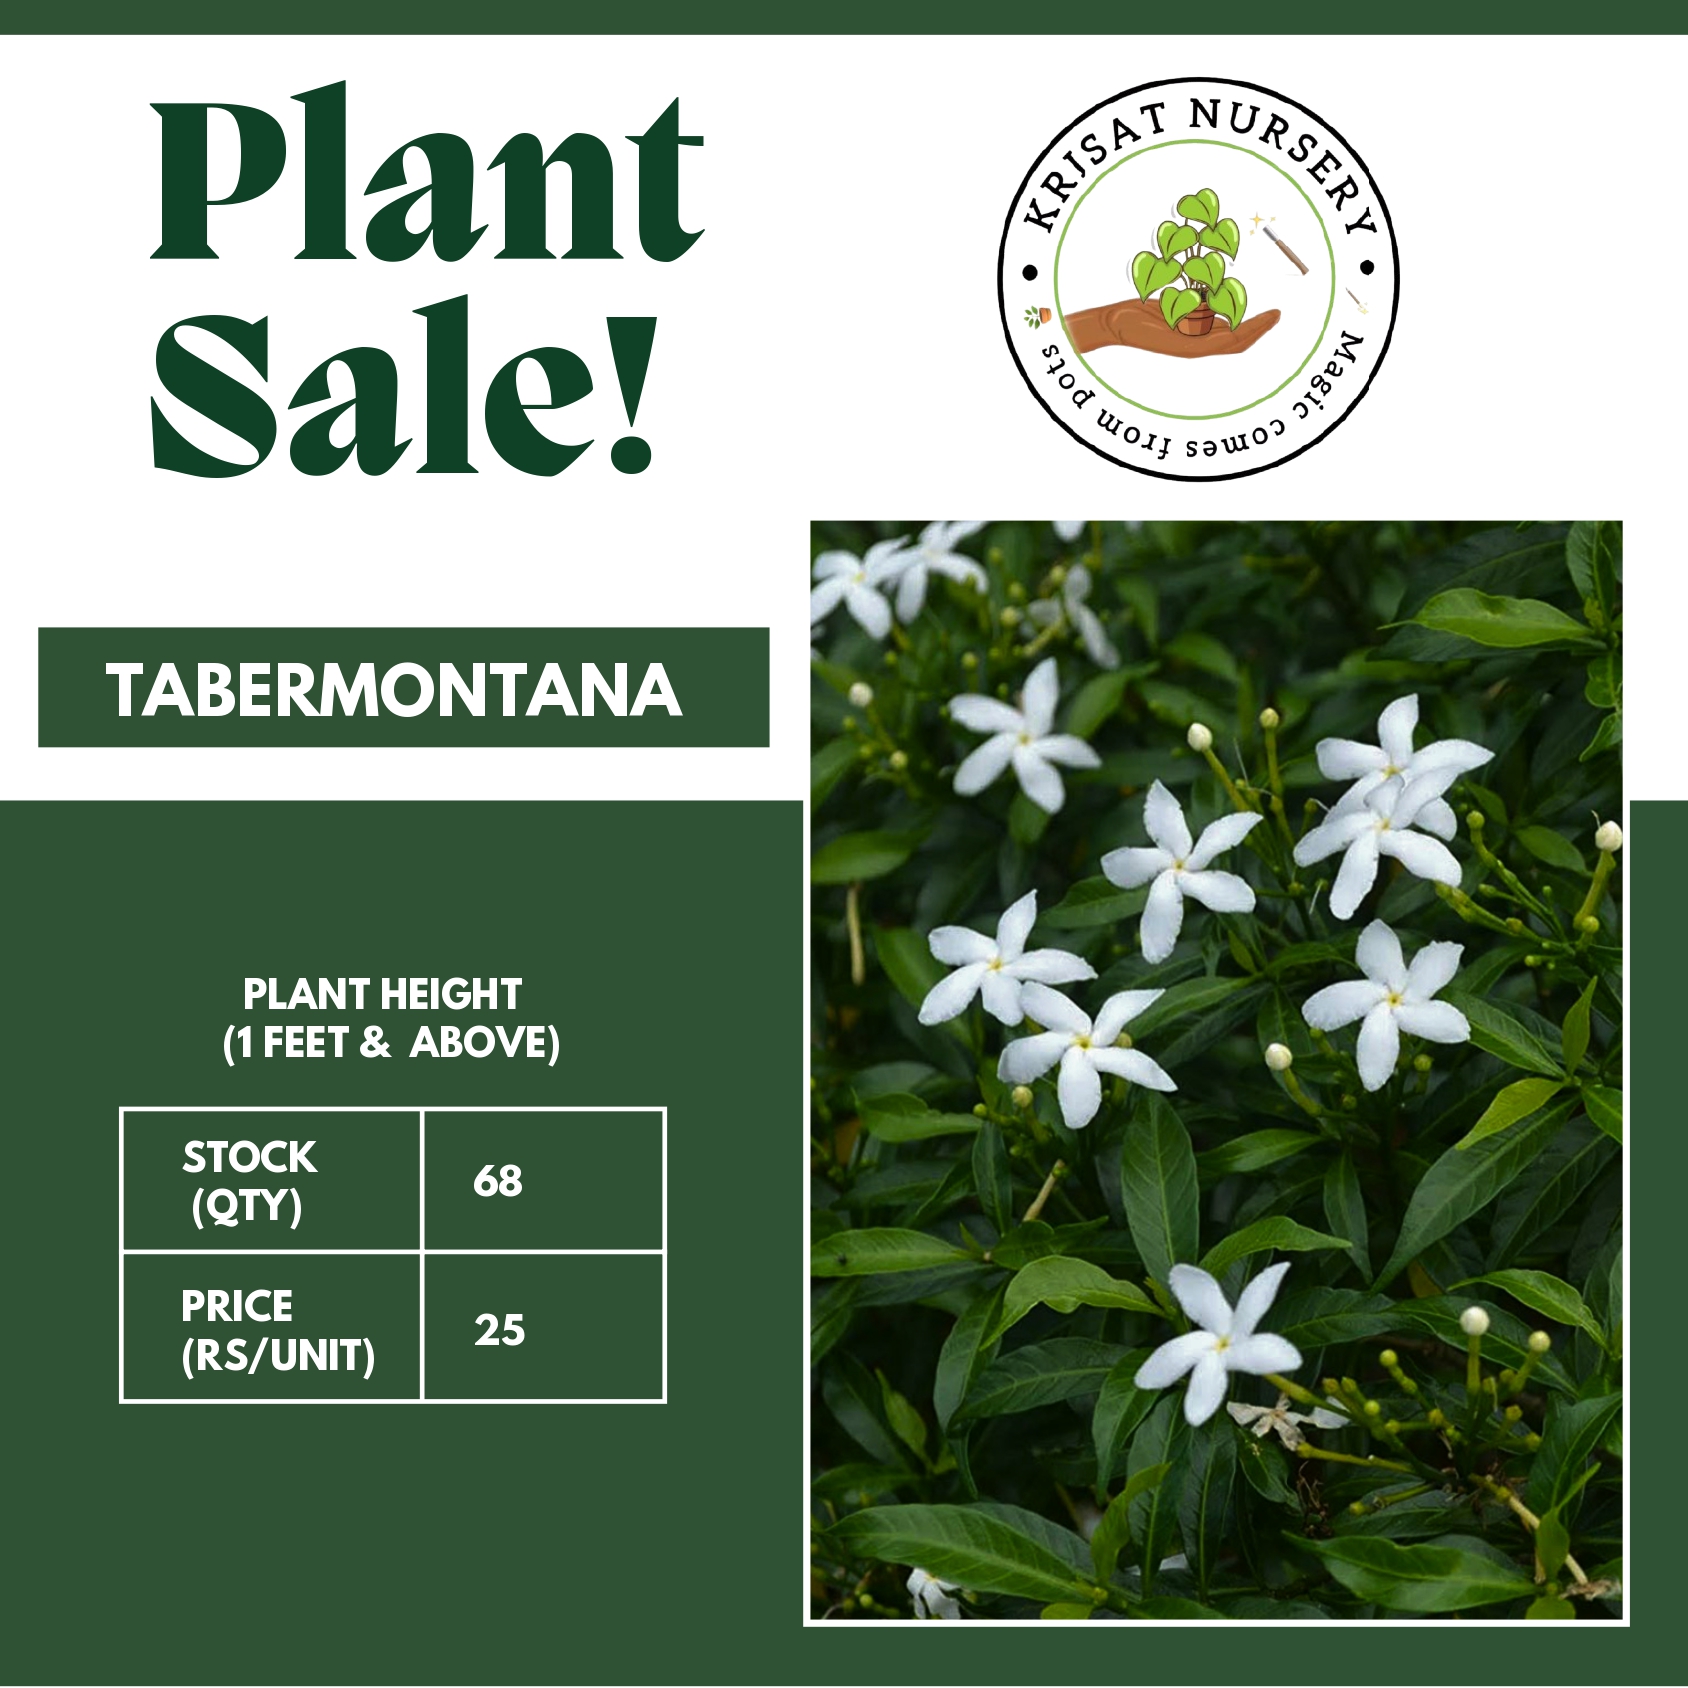 Plant
Sale!
KRISAT NURSERY
Magic comes from pots
TABERMONTANA
PLANT HEIGHT
(1 FEET & ABOVE)
STOCK
(QTY)
68
PRICE
(RS/UNIT)
25